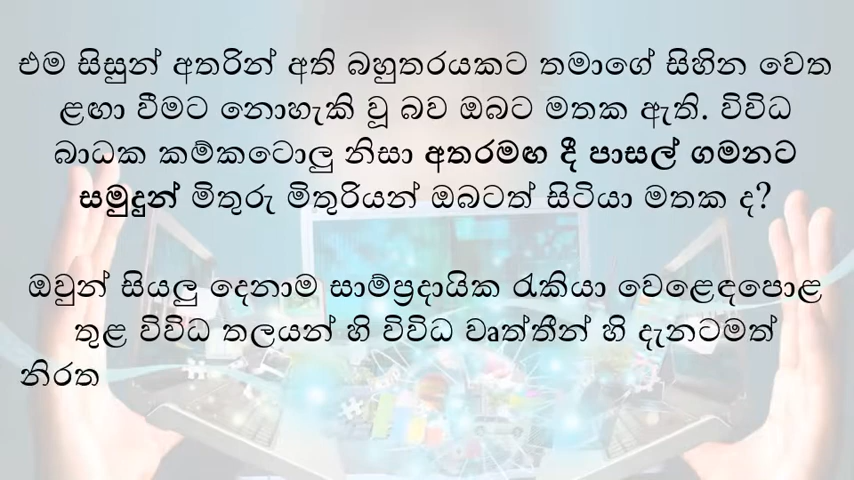 එම සිසුන් අතරින් අති බහුතරයකට තමාගේ සිහින වෙත
ළඟා වීමට නොහැකි වූ බව ඔබට මතක ඇති. විවිධ
බාධක කම්කටොලු නිසා අතරමඟ දී පාසල් ගමනට
සමුදුන් මිතුරු මිතුරියන් ඔබටත් සිටියා මතක ද?
ඔවුන් සියලු දෙනාම සාම්ප්‍රදායික රැකියා වෙළෙඳපොළ
තුළ විවිධ තලයන් හි විවිධ වෘත්තීන් හි දැනටමත්
නිරත